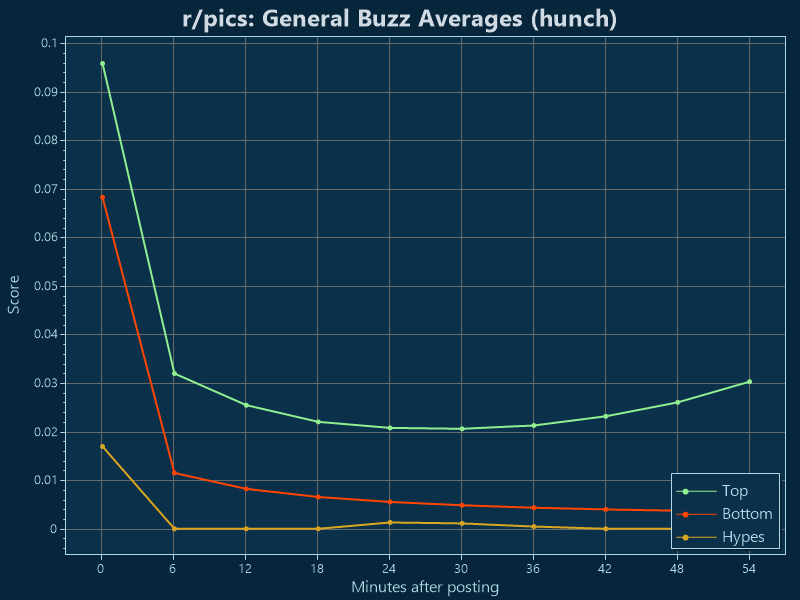 r/pics: General Buzz Averages (hunch)
0.1
0.09
0.08
0.07
0.06
0.05
0.04
0.03
0.02
0.01
0
Score
Top
Bottom
Hypes
0 6 12 18 24 30 36 42 48 54
Minutes after posting